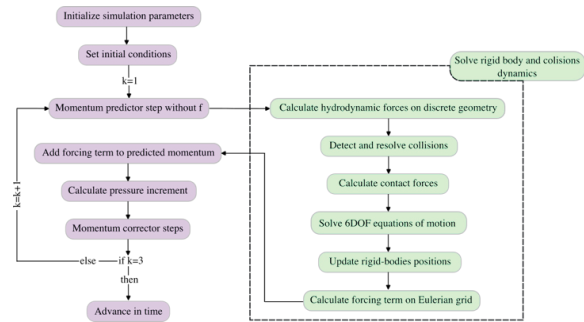 Initialize simulation parameters
Set initial conditions
k=1
Momentum predictor step without f
Add forcing term to predicted momentum
Calculate pressure increment
Momentum corrector steps
k=k+1
else
if k=3
then
Advance in time
Solve rigid body and colisions
dynamics
Calculate hydrodynamic forces on discrete geometry
Detect and resolve collisions
Calculate contact forces
Solve 6DOF equations of motion
Update rigid-bodies positions
Calculate forcing term on Eulerian grid